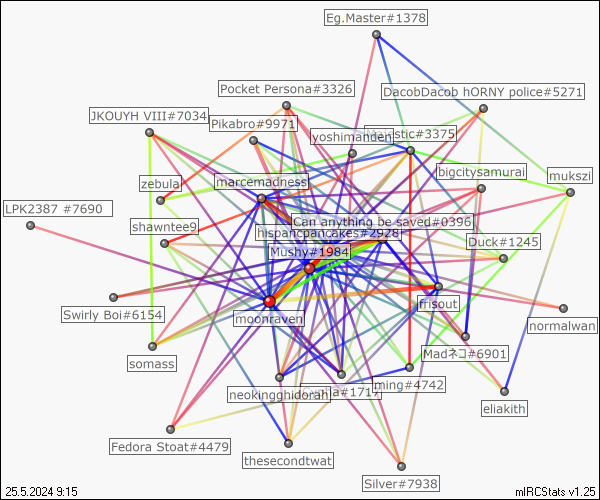 Eg.Master#1378
Pocket Persona#3326
DacobDacob hORNY police#5271
JKOUYH VIII#7034
Pikabro#9971
yoshimanden
stic#3375
bigcitysamurai
zebula
marcemadness
mukszi
LPK2387 #7690
Can anything be saved#0396
shawntee9
hispancpancakes#2928
Duck#1245
Mushy#1984
moonraven
frisout
Swirly Boi#6154
normalwan
somass
Madネコ#6901
neokingghidorah
#1717
ming#4742
eliakith
Fedora Stoat#4479
thesecondtwat
Silver#7938
25.5.2024 9:15
mIRCStats v1.25